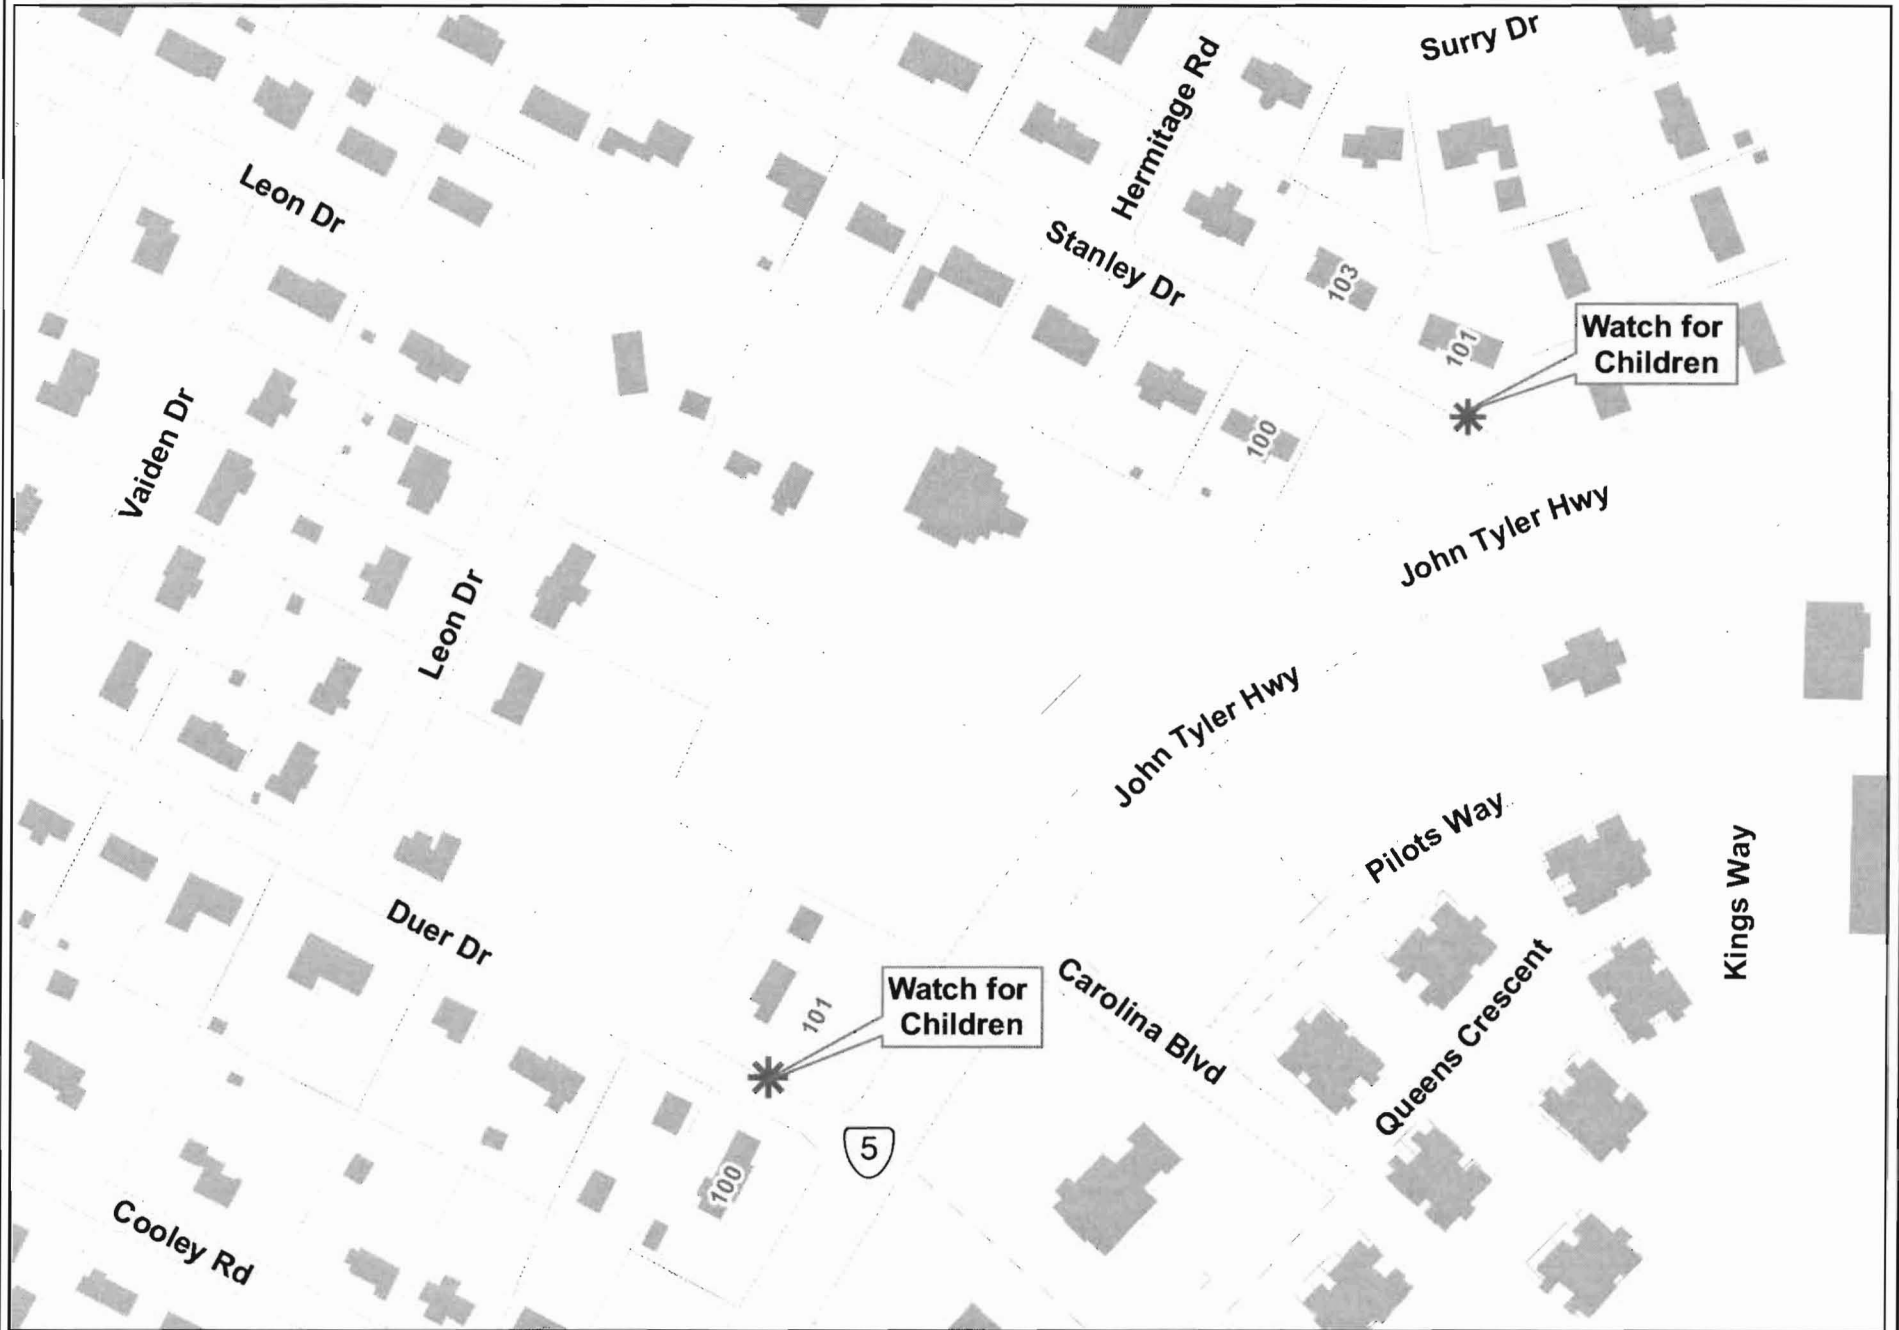 Surry Dr
Hermitage Rd
Leon Dr
Stanley Dr
103
101
Watch for
Children
100
Vaiden Dr
John Tyler Hwy
Leon Dr
John Tyler Hwy
Pilots Way
Kings Way
Duer Dr
Queens Crescent
Carolina Blvd
Watch for
Children
101
5
100
Cooley Rd